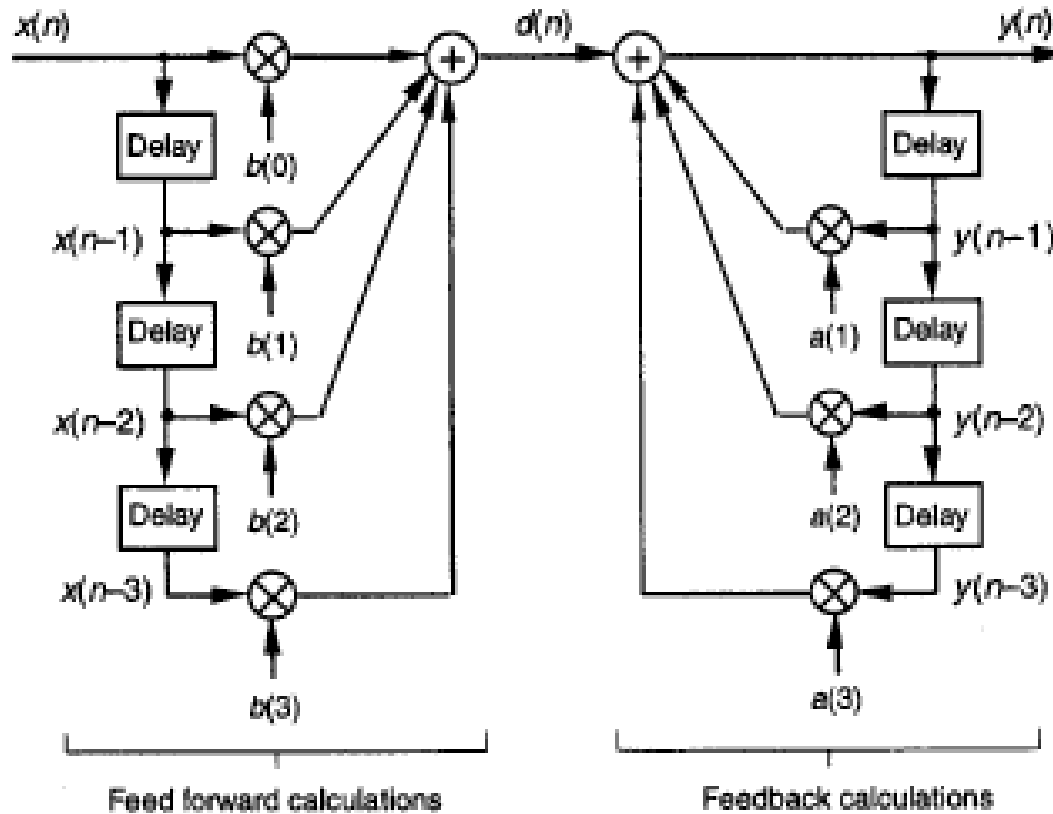 x(n) d(n) y(n)
Delay Delay
b(0)
x(n–1) y(n–1)
Delay Delay
b(1) a(1)
x(n–2) y(n–2)
Delay Delay
b(2) a(2)
x(n–3) y(n–3)
b(3) a(3)
Feed forward calculations Feedback calculations